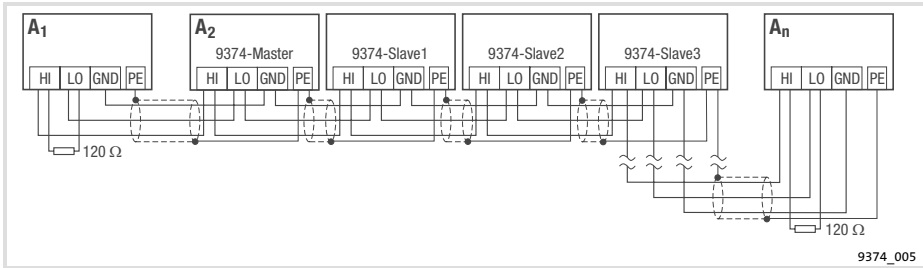 A1 A2 An
9374-Master 9374-Slave1 9374-Slave2 9374-Slave3
HI LO GND PE HI LO GND PE HI LO GND PE HI LO GND PE HI LO GND PE HI LO GND PE
120 Ω
120 Ω
9374_005